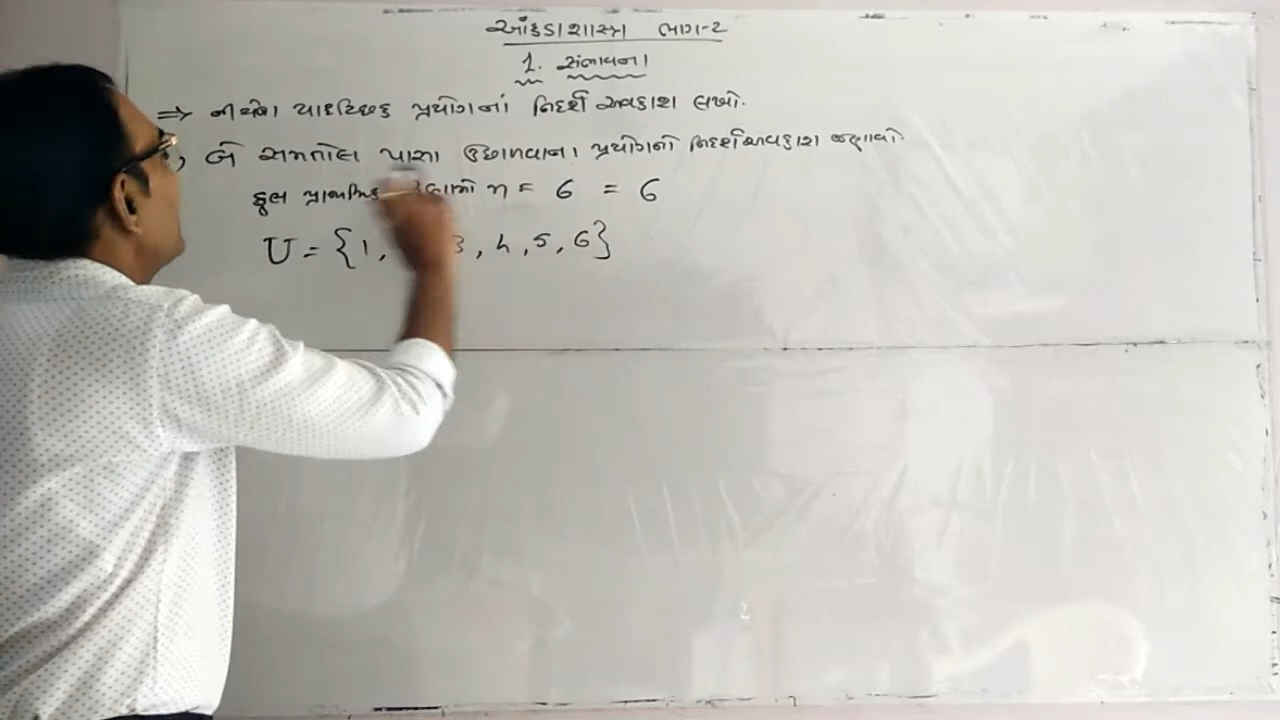 આંકડાશાસ્ત્ર ભાગ-2
1. સંભાવના
⇒ નીચેના યાદચ્છિક પ્રયોગનાં નિદર્શ અવકાશ લખો.
, બે સમતોલ પાસા ઉછાળવાના પ્રયોગનો નિદર્શઅવકાશ જણાવો.
કુલ પ્રાથમિક n = 6 = 6
U = {1, 3, 4, 5, 6}